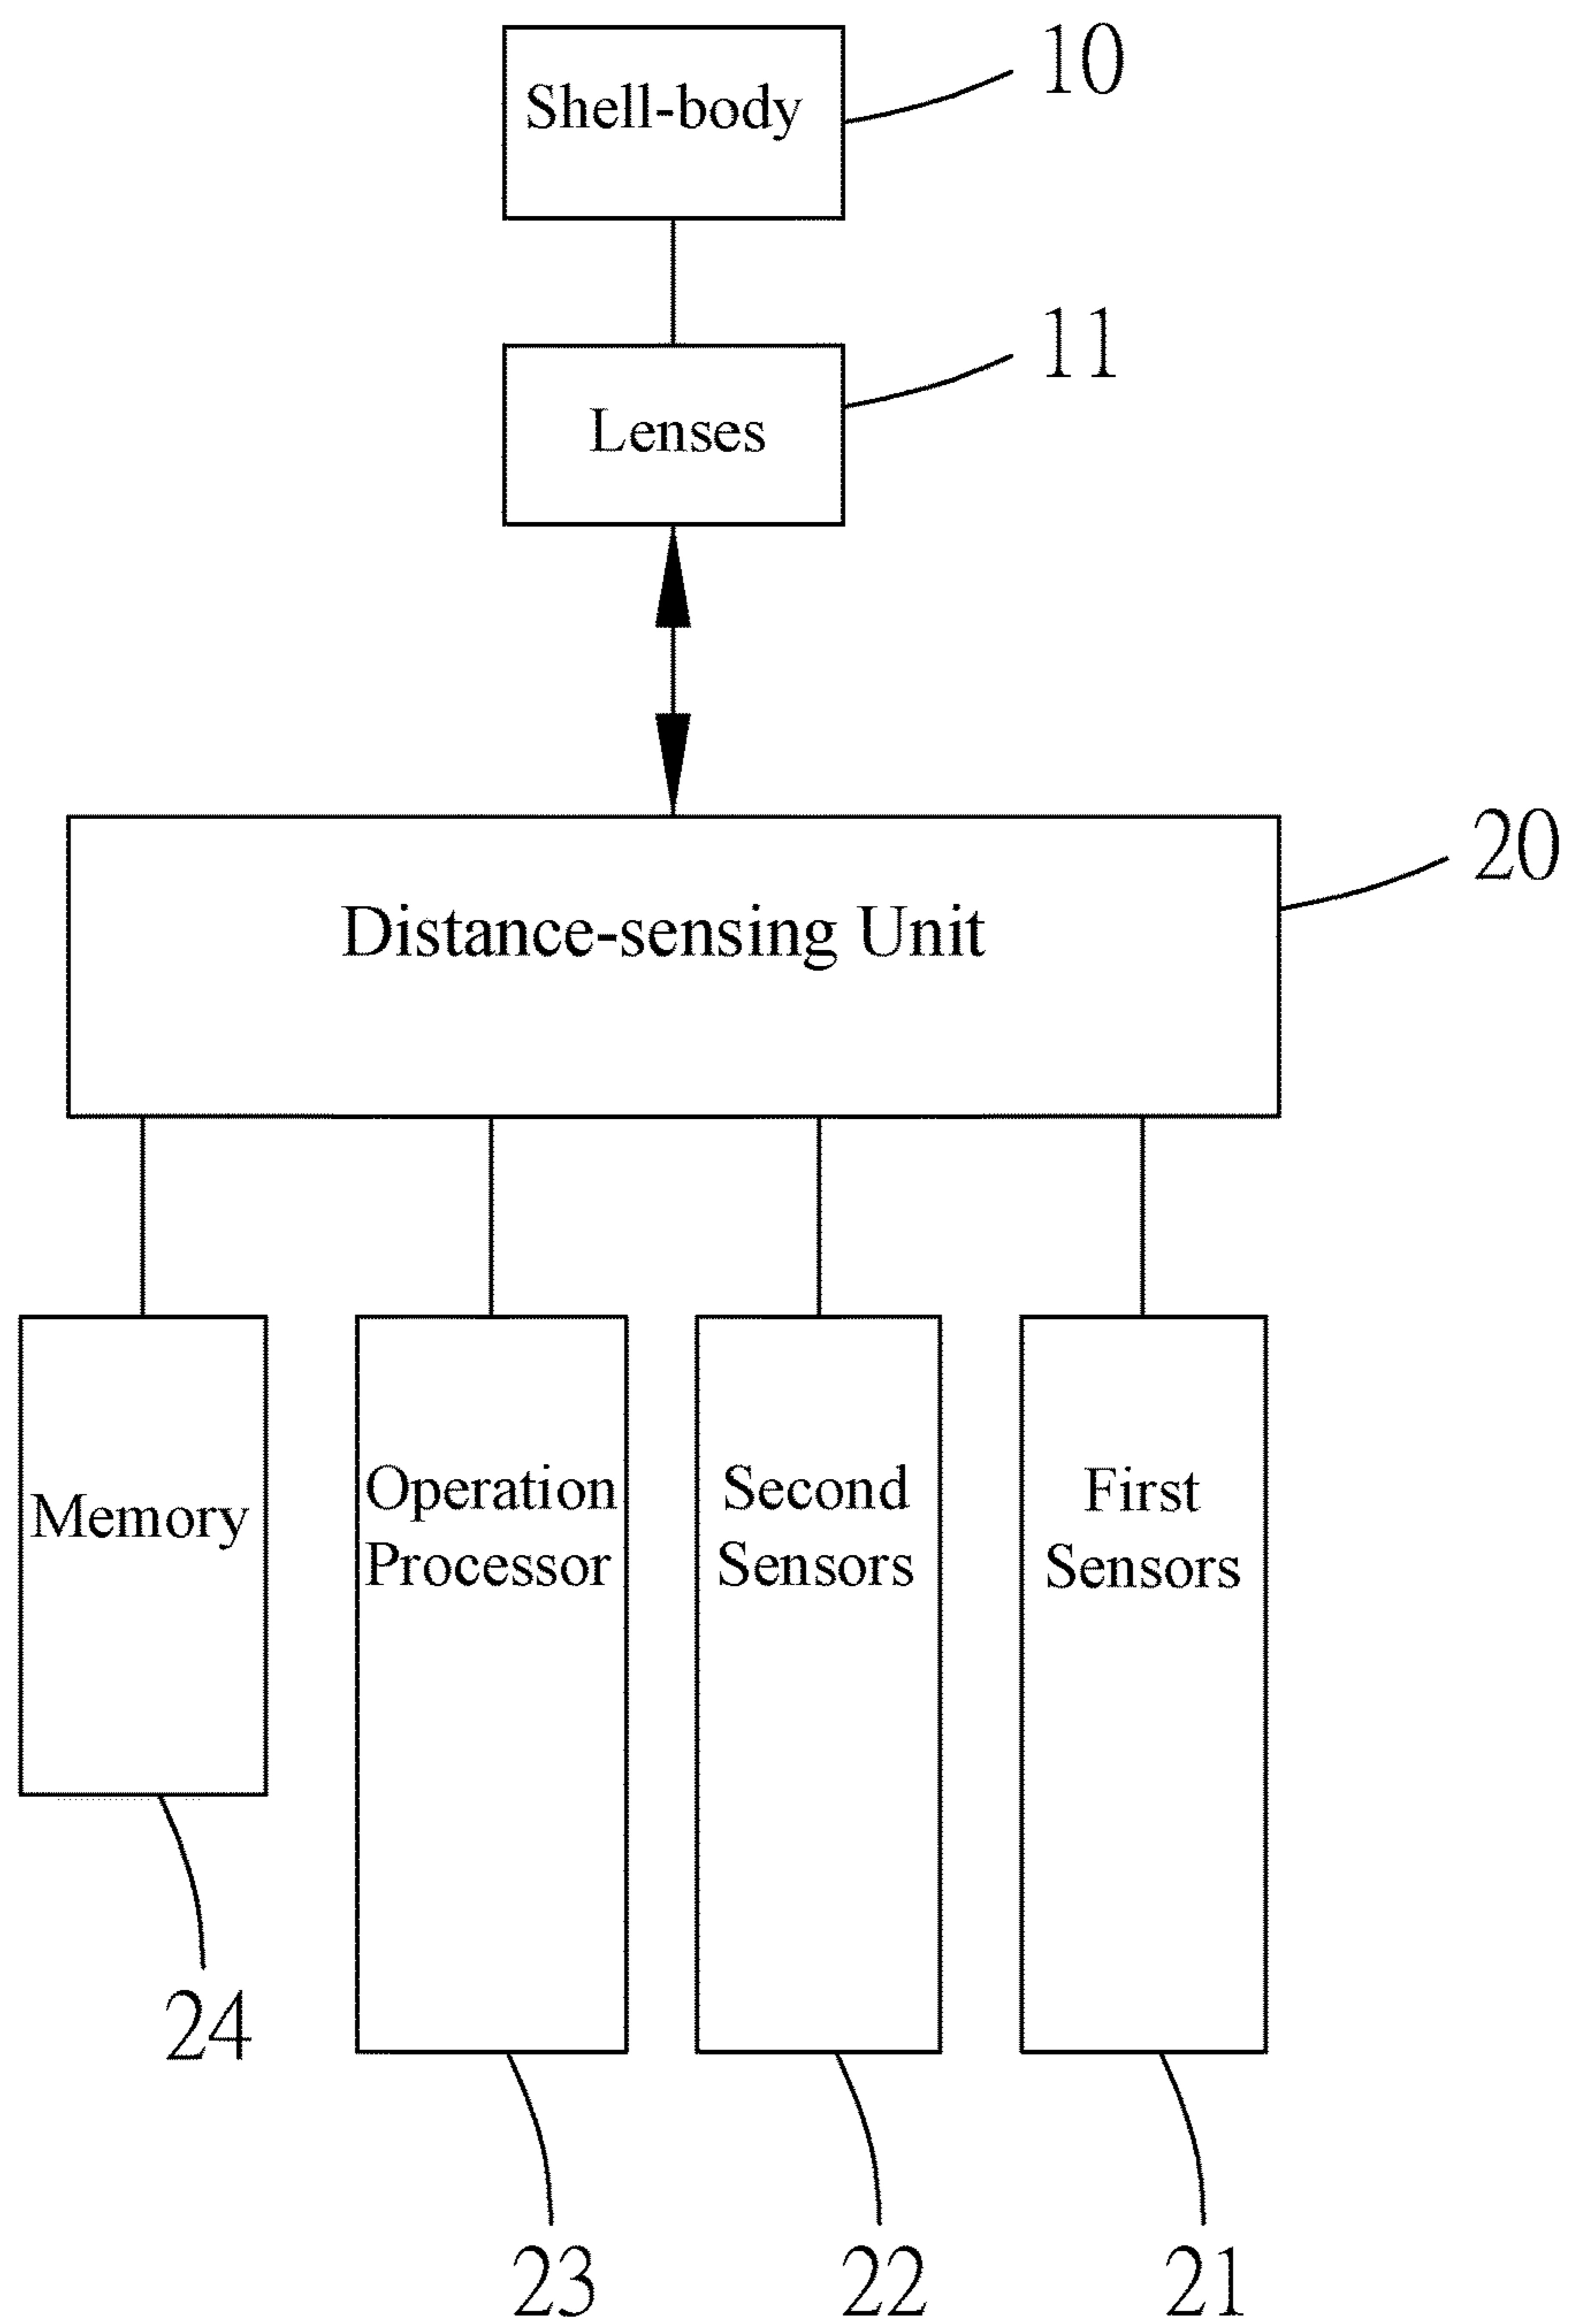 Shell-body
10
Lenses
11
Distance-sensing Unit
20
Memory
Operation
Processor
Second
Sensors
First
Sensors
24
23
22
21